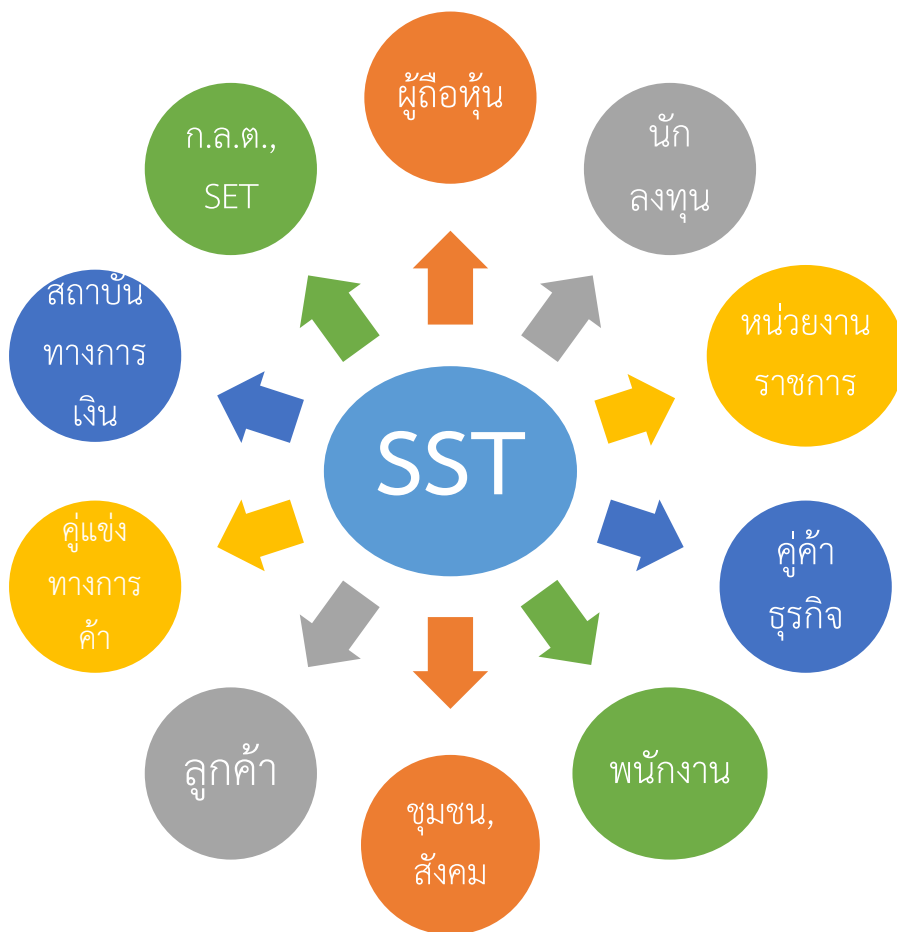 ผู้ถือหุ้น
นัก
ลงทุน
หน่วยงาน
ราชการ
คู่ค้า
ธุรกิจ
พนักงาน
ชุมชน,
สังคม
ลูกค้า
คู่แข่ง
ทางการ
ค้า
สถาบัน
ทางการ
เงิน
ก.ล.ต.,
SET
SST